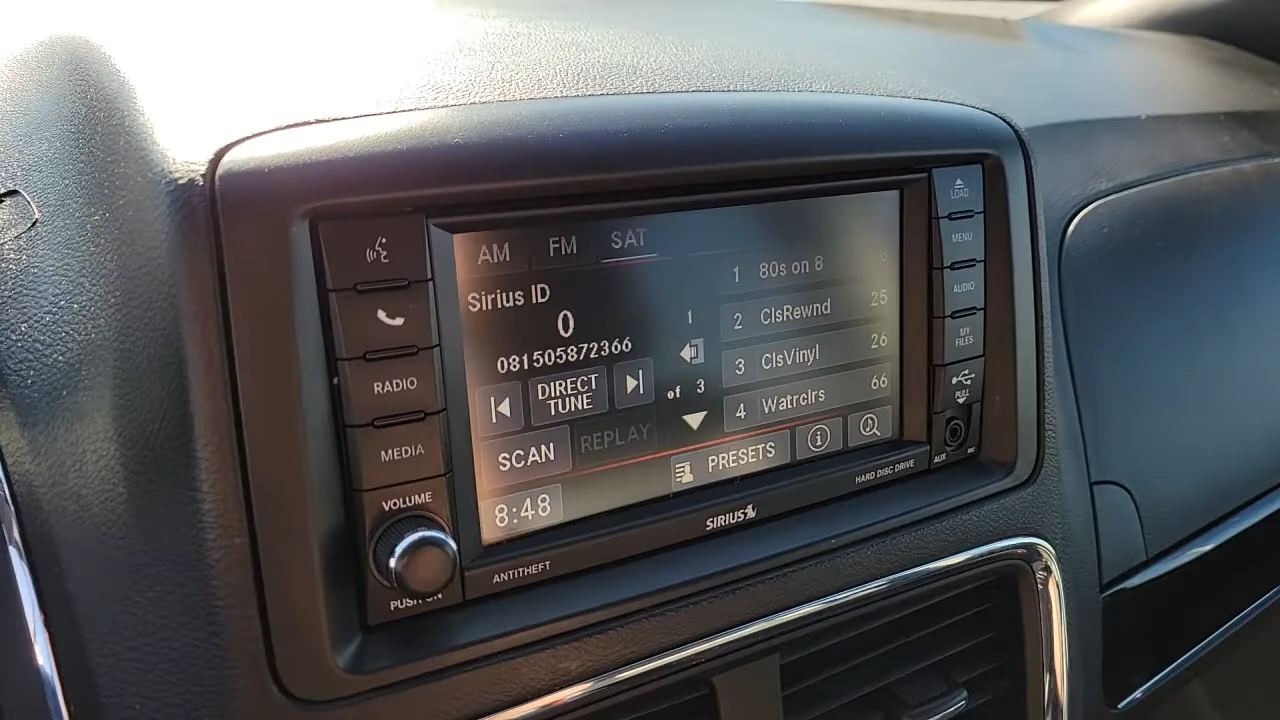 AM FM SAT
Sirius ID
0
081505872366
DIRECT
TUNE
SCAN
REPLAY
8:48
1
of 3
1 80s on 8 8
2 ClsRewnd 25
3 ClsVinyl 26
4 Watrclrs 66
PRESETS
RADIO
MEDIA
VOLUME
PUSH ON
ANTITHEFT
SIRIUS
HARD DISC DRIVE
LOAD
MENU
AUDIO
MY
FILES
PULL
AUX